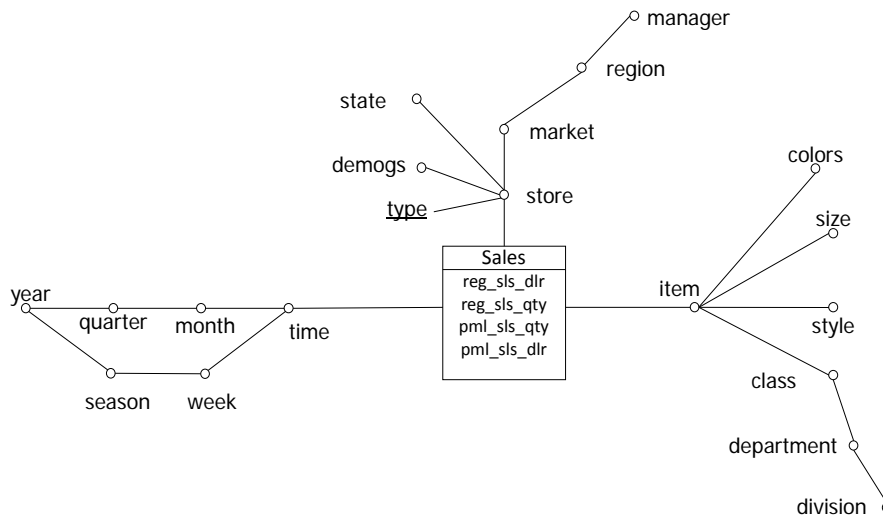 manager
region
state
market
colors
demogs
store
type
size
Sales
reg_sls_dlr
reg_sls_qty
pml_sls_qty
pml_sls_dlr
year
quarter
month
time
item
style
season
week
class
department
division